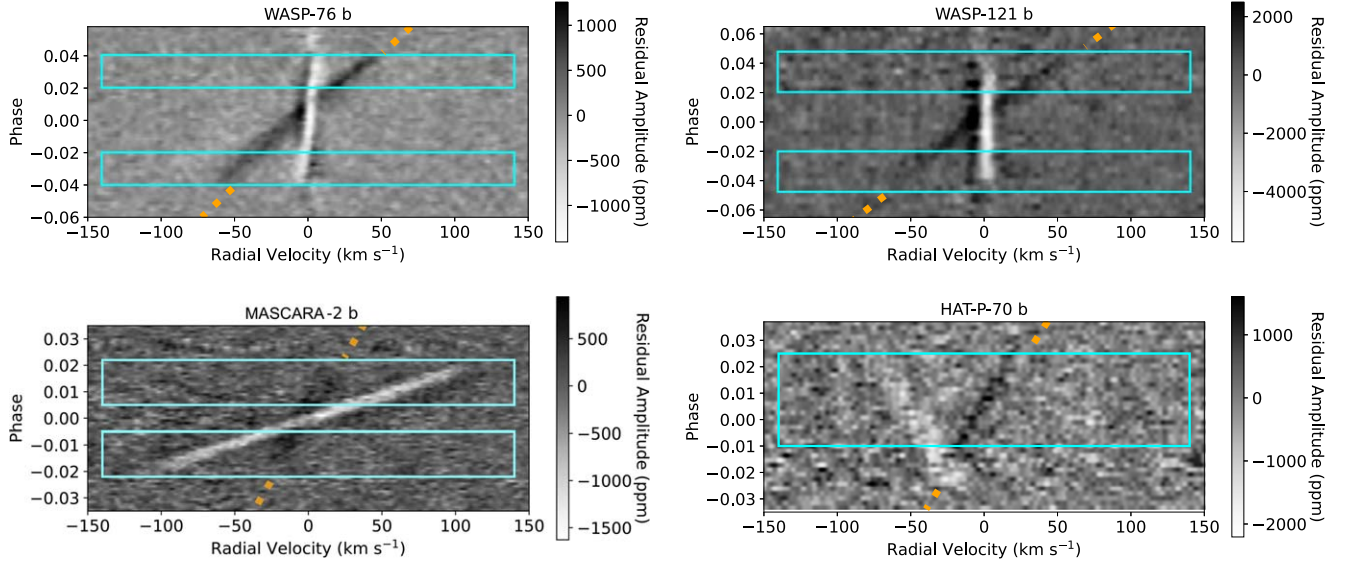 WASP-76 b
0.04
0.02
0.00
−0.02
−0.04
−0.06
Phase
−150 −100 −50 0 50 100 150
Radial Velocity (km s⁻¹)
1000
500
0
−500
−1000
Residual Amplitude (ppm)
WASP-121 b
0.06
0.04
0.02
0.00
−0.02
−0.04
−0.06
Phase
−150 −100 −50 0 50 100 150
Radial Velocity (km s⁻¹)
2000
0
−2000
−4000
Residual Amplitude (ppm)
MASCARA-2 b
0.03
0.02
0.01
0.00
−0.01
−0.02
−0.03
Phase
−150 −100 −50 0 50 100 150
Radial Velocity (km s⁻¹)
500
0
−500
−1000
−1500
Residual Amplitude (ppm)
HAT-P-70 b
0.03
0.02
0.01
0.00
−0.01
−0.02
−0.03
Phase
−150 −100 −50 0 50 100 150
Radial Velocity (km s⁻¹)
1000
0
−1000
−2000
Residual Amplitude (ppm)